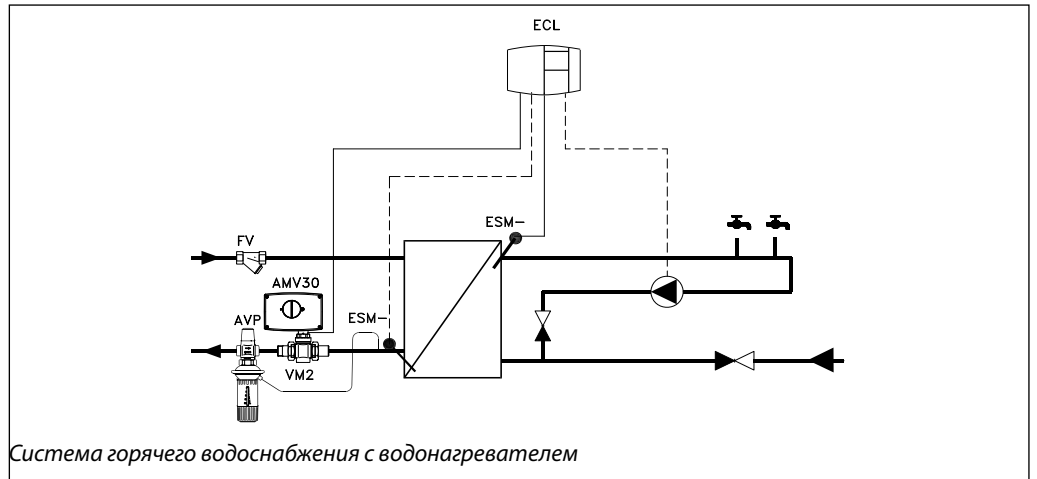 ECL
ESM-
FV
AMV30
AVP
ESM-
VM2
Система горячего водоснабжения с водонагревателем